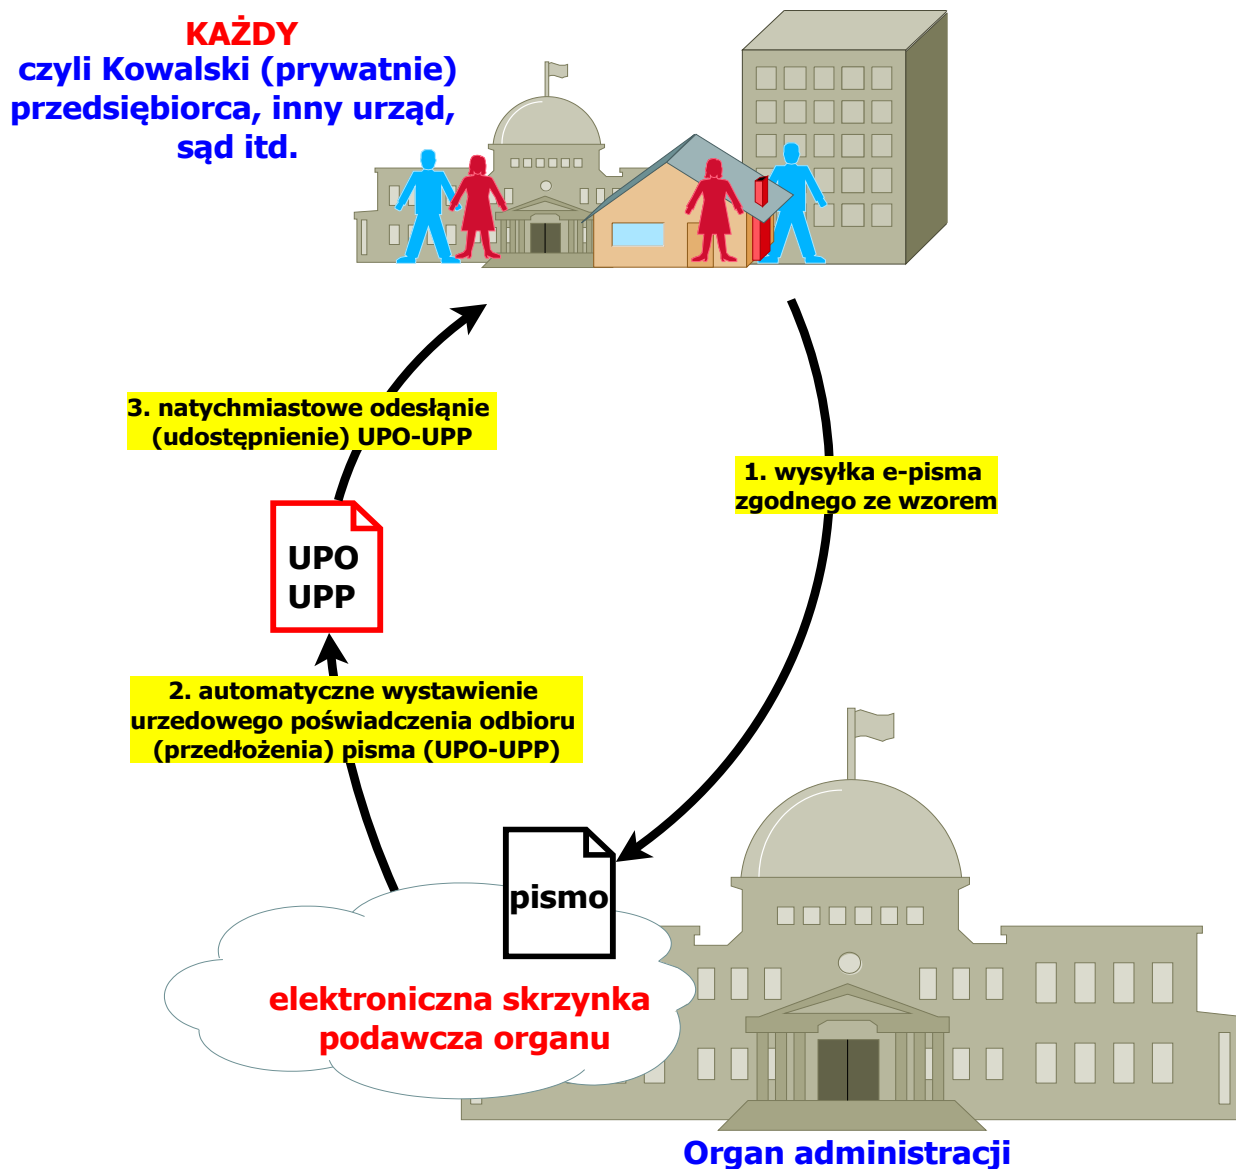 KAŻDY
czyli Kowalski (prywatnie)
przedsiębiorca, inny urząd,
sąd itd.
3. natychmiastowe odesłąnie
(udostępnienie) UPO-UPP
1. wysyłka e-pisma
zgodnego ze wzorem
UPO
UPP
2. automatyczne wystawienie
urzedowego poświadczenia odbioru
(przedłożenia) pisma (UPO-UPP)
pismo
elektroniczna skrzynka
podawcza organu
Organ administracji